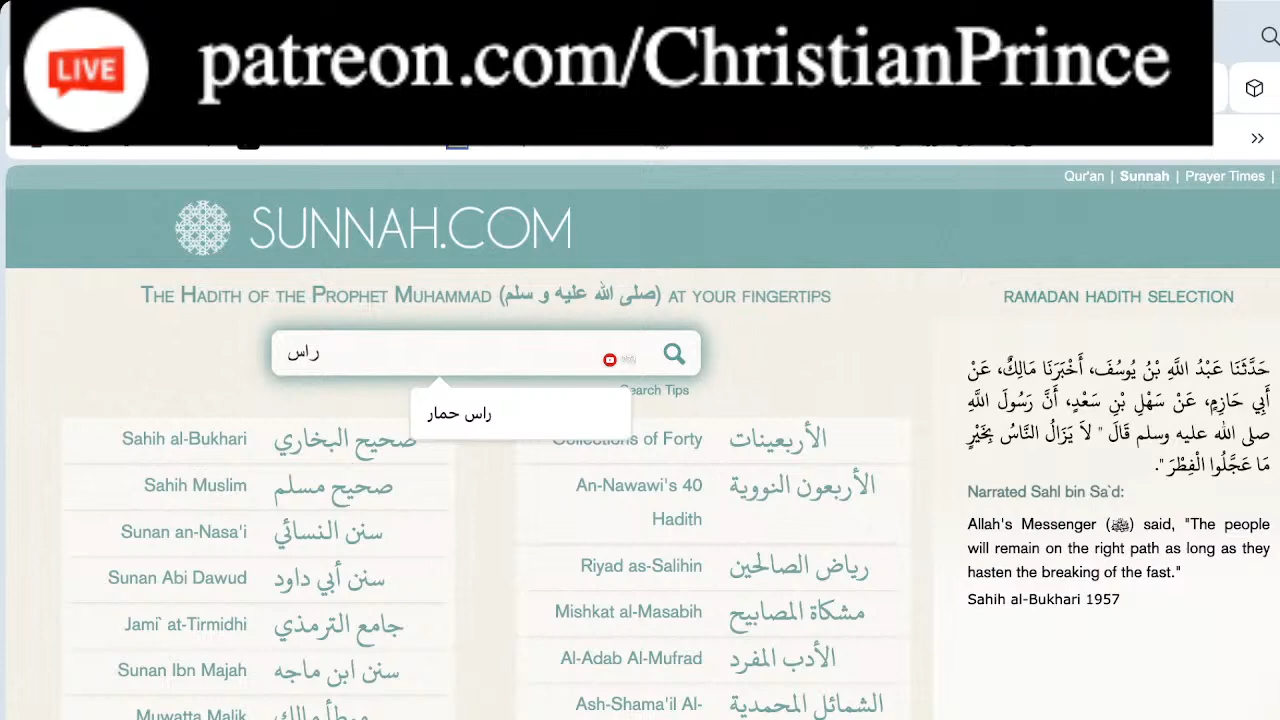 LIVE
patreon.com/ChristianPrince
Qur'an | Sunnah | Prayer Times |
SUNNAH.COM
THE HADITH OF THE PROPHET MUHAMMAD (صلى الله عليه و سلم) AT YOUR FINGERTIPS
راس
Search Tips
راس حمار
Sahih al-Bukhari صحيح البخاري
Sahih Muslim صحيح مسلم
Sunan an-Nasa'i سنن النسائي
Sunan Abi Dawud سنن أبي داود
Jami` at-Tirmidhi جامع الترمذي
Sunan Ibn Majah سنن ابن ماجه
Muwatta Malik موطأ مالك
Collections of Forty الأربعينات
An-Nawawi's 40 الأربعون النووية
Hadith
Riyad as-Salihin رياض الصالحين
Mishkat al-Masabih مشكاة المصابيح
Al-Adab Al-Mufrad الأدب المفرد
Ash-Shama'il Al- الشمائل المحمدية
RAMADAN HADITH SELECTION
حَدَّثَنَا عَبْدُ اللَّهِ بْنُ يُوسُفَ، أَخْبَرَنَا مَالِكٌ، عَنْ
أَبِي حَازِمٍ، عَنْ سَهْلِ بْنِ سَعْدٍ، أَنَّ رَسُولَ اللَّهِ
صلى الله عليه وسلم قَالَ " لاَ يَزَالُ النَّاسُ بِخَيْرٍ
مَا عَجَّلُوا الْفِطْرَ ".
Narrated Sahl bin Sa`d:
Allah's Messenger (ﷺ) said, "The people
will remain on the right path as long as they
hasten the breaking of the fast."
Sahih al-Bukhari 1957